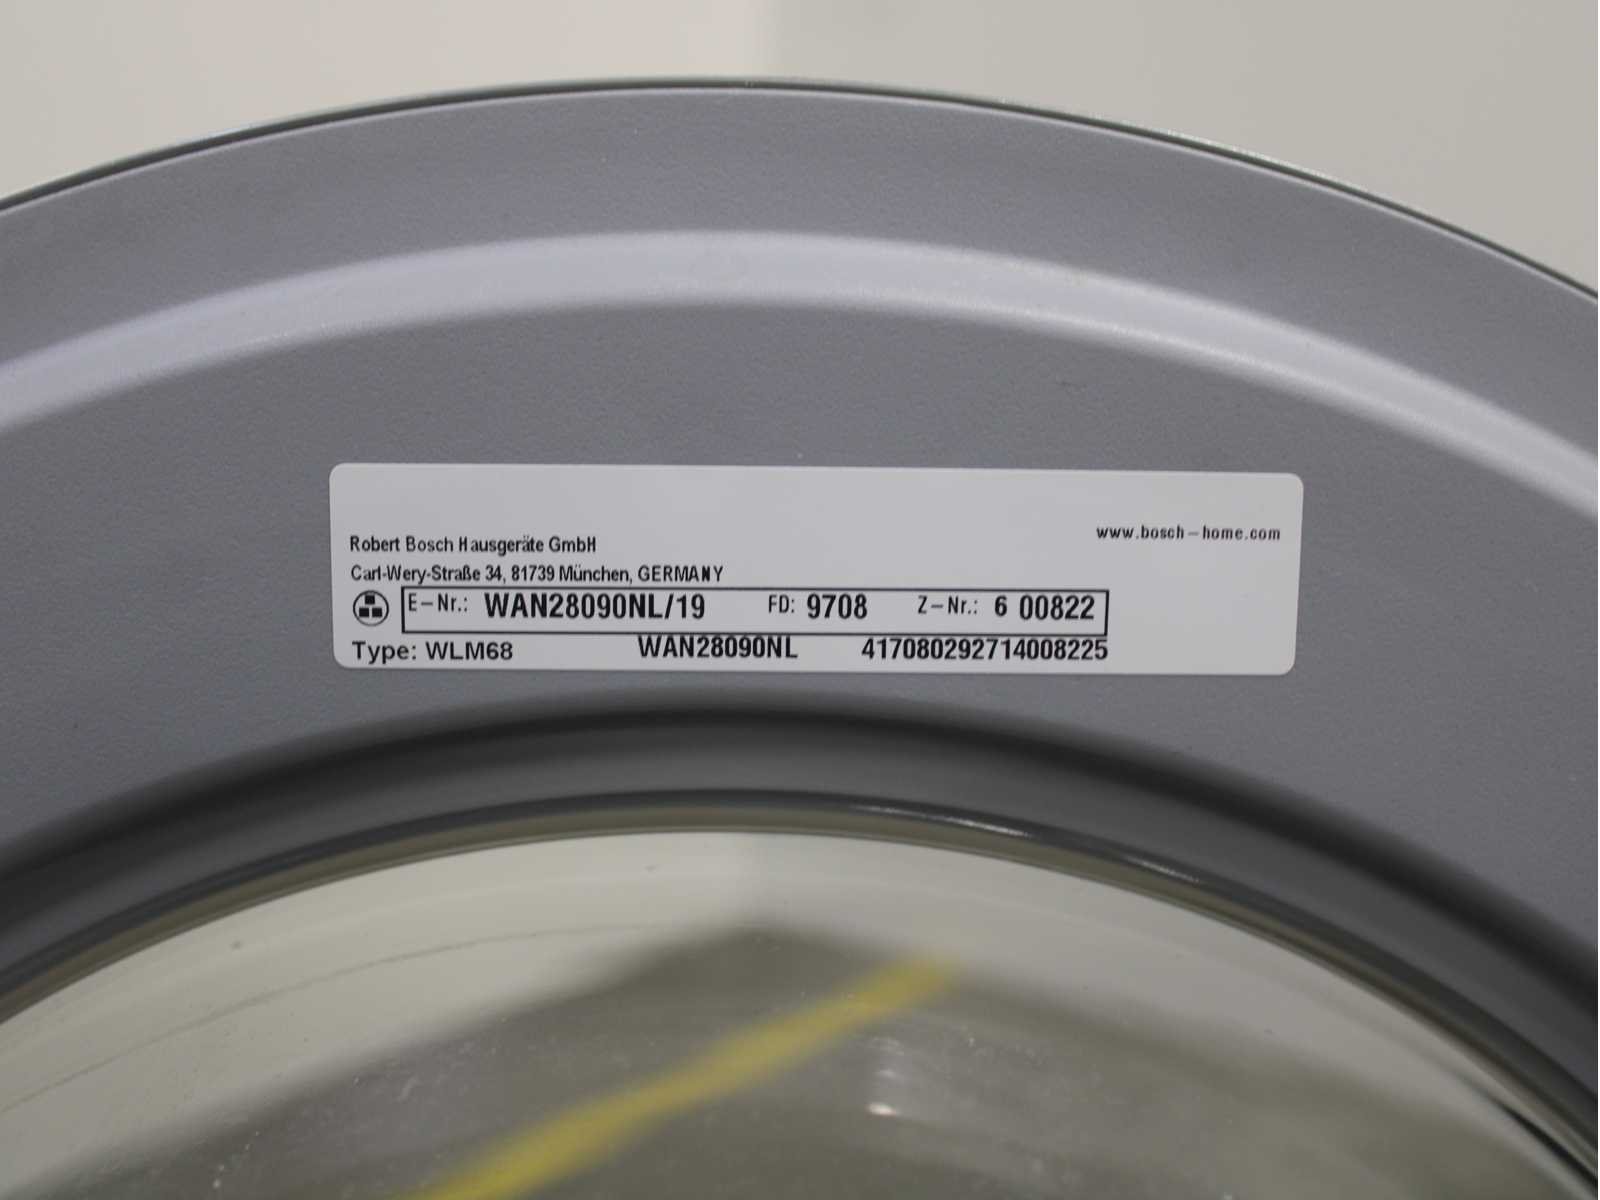 Robert Bosch Hausgeräte GmbH
www.bosch-home.com
Carl-Wery-Straße 34, 81739 München, GERMANY
E-Nr.: WAN28090NL/19 FD: 9708 Z-Nr.: 6 00822
Type: WLM68 WAN28090NL 417080292714008225